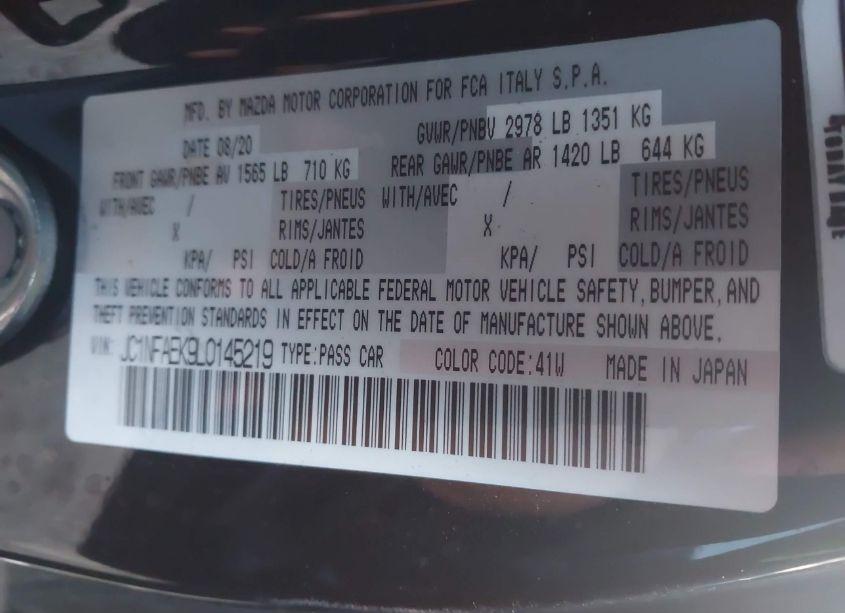 MFD. BY MAZDA MOTOR CORPORATION FOR FCA ITALY S.P.A.
DATE 08/20 GVWR/PNBV 2978 LB 1351 KG
FRONT GAWR/PNBE AV 1565 LB 710 KG REAR GAWR/PNBE AR 1420 LB 644 KG
WITH/AVEC / TIRES/PNEUS WITH/AVEC / TIRES/PNEUS
X RIMS/JANTES X RIMS/JANTES
KPA/ PSI COLD/A FROID KPA/ PSI COLD/A FROID
THIS VEHICLE CONFORMS TO ALL APPLICABLE FEDERAL MOTOR VEHICLE SAFETY, BUMPER, AND
THEFT PREVENTION STANDARDS IN EFFECT ON THE DATE OF MANUFACTURE SHOWN ABOVE.
VIN: JC1NFAEK9L0145219 TYPE:PASS CAR COLOR CODE:41W MADE IN JAPAN